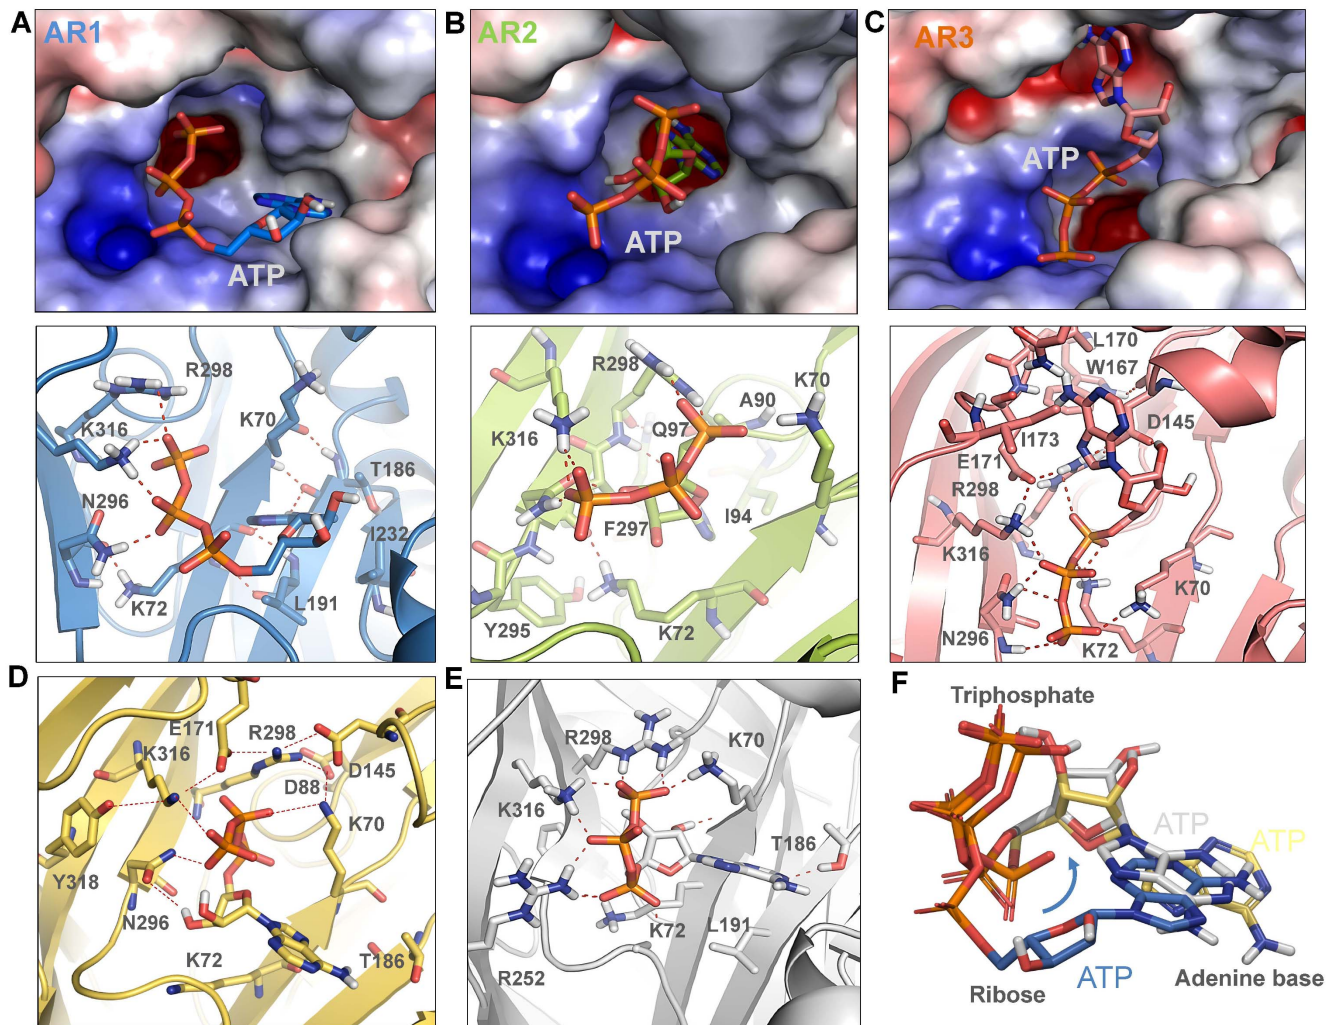 A
AR1
ATP
B
AR2
ATP
C
AR3
ATP
R298
K70
K316
T186
N296
I232
K72
L191
R298
K70
A90
K316
Q97
F297
I94
Y295
K72
L170
W167
D145
I173
E171
R298
K316
K70
N296
K72
D
E171
R298
K316
D145
D88
K70
Y318
N296
K72
T186
E
R298
K70
K316
T186
K72
L191
R252
F
Triphosphate
ATP
ATP
ATP
Adenine base
Ribose